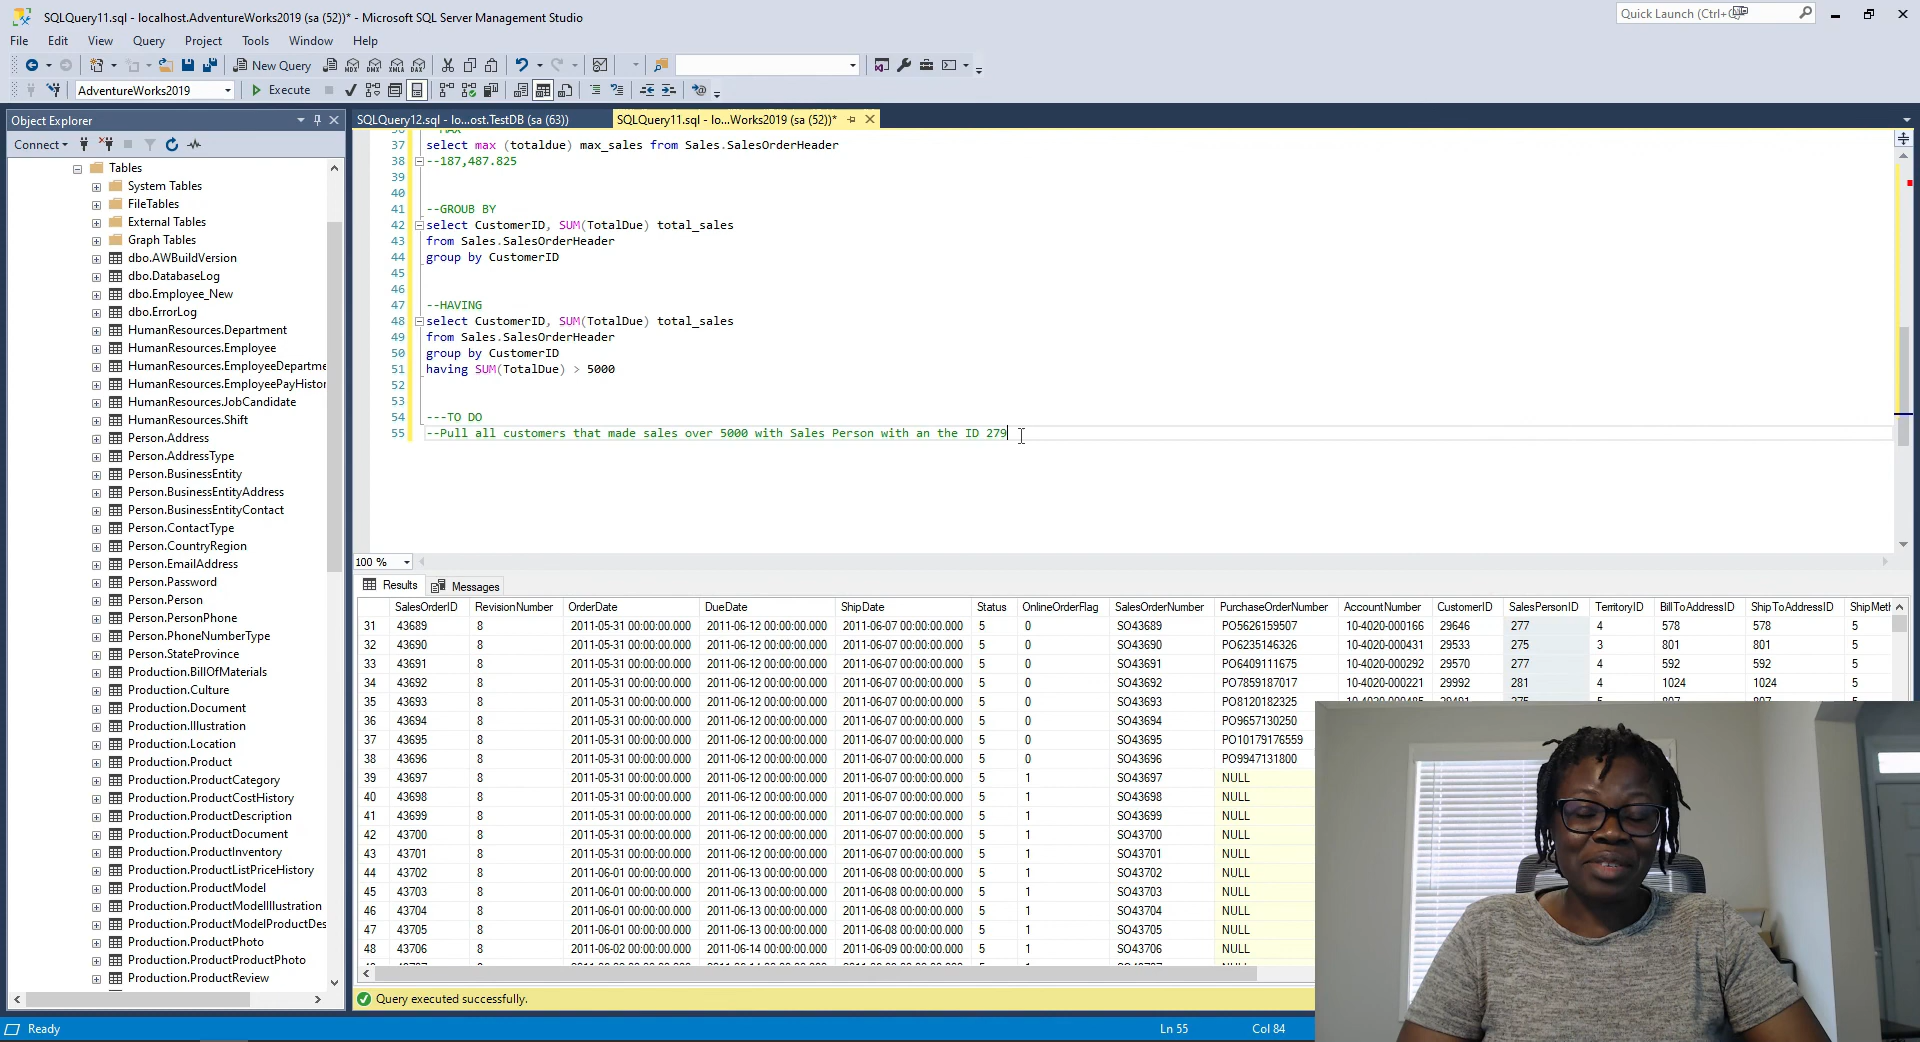 SQLQuery11.sql - localhost.AdventureWorks2019 (sa (52))* - Microsoft SQL Server Management Studio
Quick Launch (Ctrl+Q)
File Edit View Query Project Tools Window Help
New Query
AdventureWorks2019
Execute
Object Explorer
SQLQuery12.sql - lo...ost.TestDB (sa (63))
SQLQuery11.sql - lo...Works2019 (sa (52))*
Connect
Tables
System Tables
FileTables
External Tables
Graph Tables
dbo.AWBuildVersion
dbo.DatabaseLog
dbo.Employee_New
dbo.ErrorLog
HumanResources.Department
HumanResources.Employee
HumanResources.EmployeeDepartme
HumanResources.EmployeePayHistor
HumanResources.JobCandidate
HumanResources.Shift
Person.Address
Person.AddressType
Person.BusinessEntity
Person.BusinessEntityAddress
Person.BusinessEntityContact
Person.ContactType
Person.CountryRegion
Person.EmailAddress
Person.Password
Person.Person
Person.PersonPhone
Person.PhoneNumberType
Person.StateProvince
Production.BillOfMaterials
Production.Culture
Production.Document
Production.Illustration
Production.Location
Production.Product
Production.ProductCategory
Production.ProductCostHistory
Production.ProductDescription
Production.ProductDocument
Production.ProductInventory
Production.ProductListPriceHistory
Production.ProductModel
Production.ProductModelIllustration
Production.ProductModelProductDes
Production.ProductPhoto
Production.ProductProductPhoto
Production.ProductReview
36 --MAX
37 select max (totaldue) max_sales from Sales.SalesOrderHeader
38 --187,487.825
39
40
41 --GROUP BY
42 select CustomerID, SUM(TotalDue) total_sales
43 from Sales.SalesOrderHeader
44 group by CustomerID
45
46
47 --HAVING
48 select CustomerID, SUM(TotalDue) total_sales
49 from Sales.SalesOrderHeader
50 group by CustomerID
51 having SUM(TotalDue) > 5000
52
53
54 ---TO DO
55 --Pull all customers that made sales over 5000 with Sales Person with an the ID 279
100 %
Results Messages
SalesOrderID RevisionNumber OrderDate DueDate ShipDate Status OnlineOrderFlag SalesOrderNumber PurchaseOrderNumber AccountNumber CustomerID SalesPersonID TerritoryID BillToAddressID ShipToAddressID ShipMeth
31 43689 8 2011-05-31 00:00:00.000 2011-06-12 00:00:00.000 2011-06-07 00:00:00.000 5 0 SO43689 PO5626159507 10-4020-000166 29646 277 4 578 578 5
32 43690 8 2011-05-31 00:00:00.000 2011-06-12 00:00:00.000 2011-06-07 00:00:00.000 5 0 SO43690 PO6235146326 10-4020-000431 29533 275 3 801 801 5
33 43691 8 2011-05-31 00:00:00.000 2011-06-12 00:00:00.000 2011-06-07 00:00:00.000 5 0 SO43691 PO6409111675 10-4020-000292 29570 277 4 592 592 5
34 43692 8 2011-05-31 00:00:00.000 2011-06-12 00:00:00.000 2011-06-07 00:00:00.000 5 0 SO43692 PO7859187017 10-4020-000221 29992 281 4 1024 1024 5
35 43693 8 2011-05-31 00:00:00.000 2011-06-12 00:00:00.000 2011-06-07 00:00:00.000 5 0 SO43693 PO8120182325
36 43694 8 2011-05-31 00:00:00.000 2011-06-12 00:00:00.000 2011-06-07 00:00:00.000 5 0 SO43694 PO9657130250
37 43695 8 2011-05-31 00:00:00.000 2011-06-12 00:00:00.000 2011-06-07 00:00:00.000 5 0 SO43695 PO10179176559
38 43696 8 2011-05-31 00:00:00.000 2011-06-12 00:00:00.000 2011-06-07 00:00:00.000 5 0 SO43696 PO9947131800
39 43697 8 2011-05-31 00:00:00.000 2011-06-12 00:00:00.000 2011-06-07 00:00:00.000 5 1 SO43697 NULL
40 43698 8 2011-05-31 00:00:00.000 2011-06-12 00:00:00.000 2011-06-07 00:00:00.000 5 1 SO43698 NULL
41 43699 8 2011-05-31 00:00:00.000 2011-06-12 00:00:00.000 2011-06-07 00:00:00.000 5 1 SO43699 NULL
42 43700 8 2011-05-31 00:00:00.000 2011-06-12 00:00:00.000 2011-06-07 00:00:00.000 5 1 SO43700 NULL
43 43701 8 2011-05-31 00:00:00.000 2011-06-12 00:00:00.000 2011-06-07 00:00:00.000 5 1 SO43701 NULL
44 43702 8 2011-06-01 00:00:00.000 2011-06-13 00:00:00.000 2011-06-08 00:00:00.000 5 1 SO43702 NULL
45 43703 8 2011-06-01 00:00:00.000 2011-06-13 00:00:00.000 2011-06-08 00:00:00.000 5 1 SO43703 NULL
46 43704 8 2011-06-01 00:00:00.000 2011-06-13 00:00:00.000 2011-06-08 00:00:00.000 5 1 SO43704 NULL
47 43705 8 2011-06-01 00:00:00.000 2011-06-13 00:00:00.000 2011-06-08 00:00:00.000 5 1 SO43705 NULL
48 43706 8 2011-06-02 00:00:00.000 2011-06-14 00:00:00.000 2011-06-09 00:00:00.000 5 1 SO43706 NULL
Query executed successfully.
Ready Ln 55 Col 84